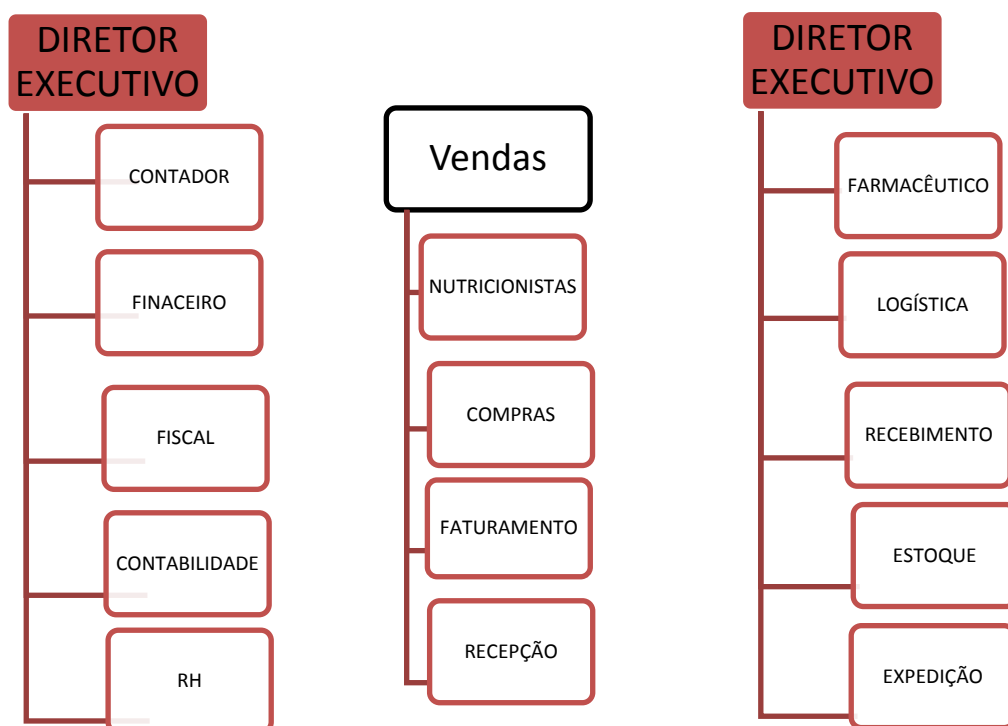 DIRETOR
EXECUTIVO
CONTADOR
FINACEIRO
FISCAL
CONTABILIDADE
RH
Vendas
NUTRICIONISTAS
COMPRAS
FATURAMENTO
RECEPÇÃO
DIRETOR
EXECUTIVO
FARMACÊUTICO
LOGÍSTICA
RECEBIMENTO
ESTOQUE
EXPEDIÇÃO